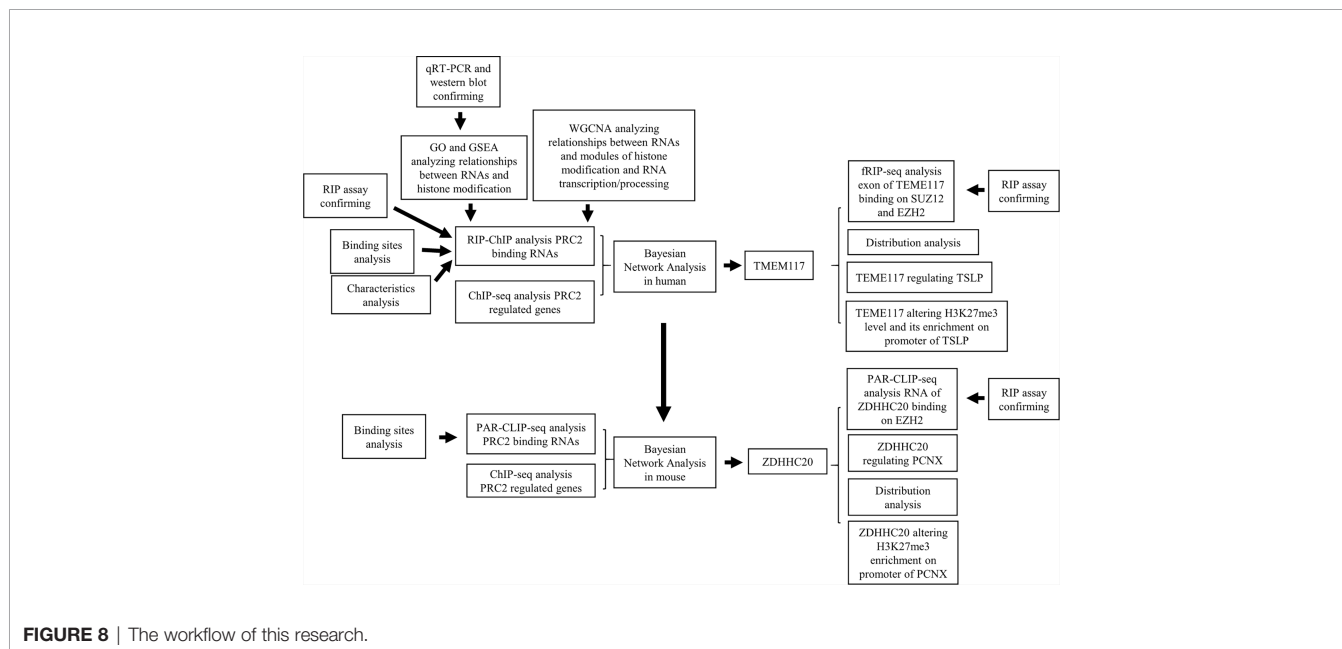 qRT-PCR and
western blot
confirming
GO and GSEA
analyzing relationships
between RNAs and
histone modification
WGCNA analyzing
relationships between RNAs
and modules of histone
modification and RNA
transcription/processing
RIP assay
confirming
Binding sites
analysis
Characteristics
analysis
RIP-ChIP analysis PRC2
binding RNAs
ChIP-seq analysis PRC2
regulated genes
Bayesian
Network Analysis
in human
TMEM117
fRIP-seq analysis
exon of TEME117
binding on SUZ12
and EZH2
RIP assay
confirming
Distribution analysis
TEME117 regulating TSLP
TEME117 altering H3K27me3
level and its enrichment on
promoter of TSLP
Binding sites
analysis
PAR-CLIP-seq analysis
PRC2 binding RNAs
ChIP-seq analysis
PRC2 regulated genes
Bayesian
Network Analysis
in mouse
ZDHHC20
PAR-CLIP-seq
analysis RNA of
ZDHHC20 binding
on EZH2
RIP assay
confirming
ZDHHC20
regulating PCNX
Distribution
analysis
ZDHHC20 altering
H3K27me3
enrichment on
promoter of PCNX
FIGURE 8 | The workflow of this research.